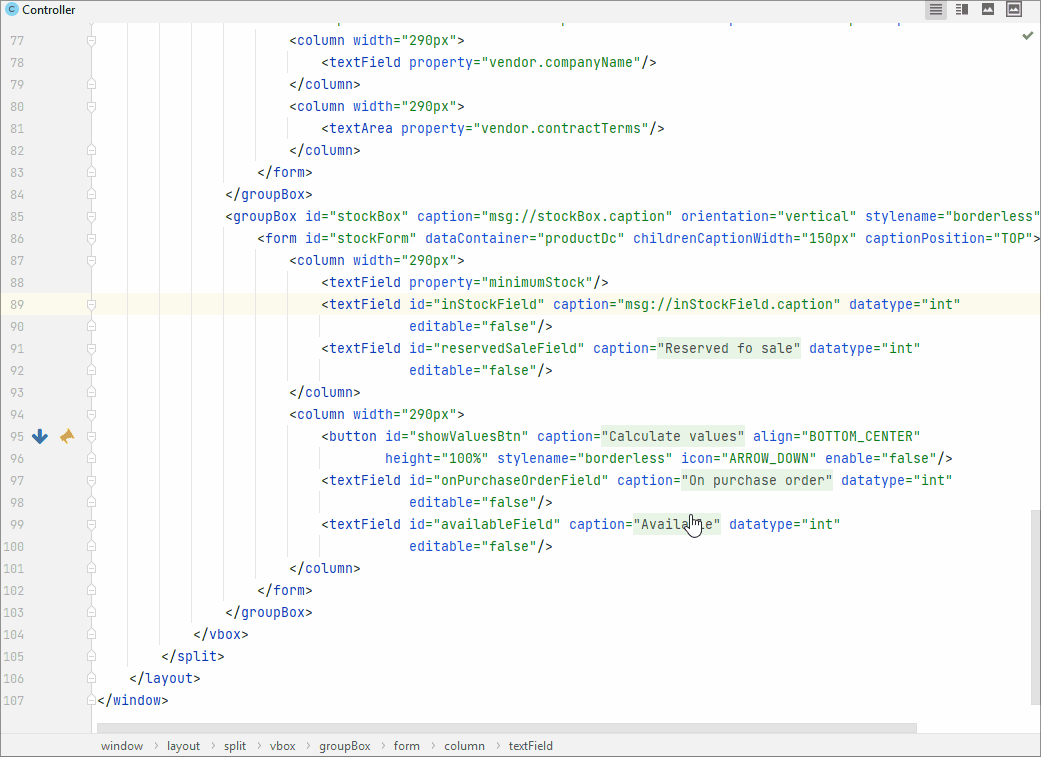 Controller
77 <column width="290px">
78 <textField property="vendor.companyName"/>
79 </column>
80 <column width="290px">
81 <textArea property="vendor.contractTerms"/>
82 </column>
83 </form>
84 </groupBox>
85 <groupBox id="stockBox" caption="msg://stockBox.caption" orientation="vertical" stylename="borderless"
86 <form id="stockForm" dataContainer="productDc" childrenCaptionWidth="150px" captionPosition="TOP">
87 <column width="290px">
88 <textField property="minimumStock"/>
89 <textField id="inStockField" caption="msg://inStockField.caption" datatype="int"
90 editable="false"/>
91 <textField id="reservedSaleField" caption="Reserved fo sale" datatype="int"
92 editable="false"/>
93 </column>
94 <column width="290px">
95 <button id="showValuesBtn" caption="Calculate values" align="BOTTOM_CENTER"
96 height="100%" stylename="borderless" icon="ARROW_DOWN" enable="false"/>
97 <textField id="onPurchaseOrderField" caption="On purchase order" datatype="int"
98 editable="false"/>
99 <textField id="availableField" caption="Available" datatype="int"
100 editable="false"/>
101 </column>
102 </form>
103 </groupBox>
104 </vbox>
105 </split>
106 </layout>
107 </window>
window > layout > split > vbox > groupBox > form > column > textField